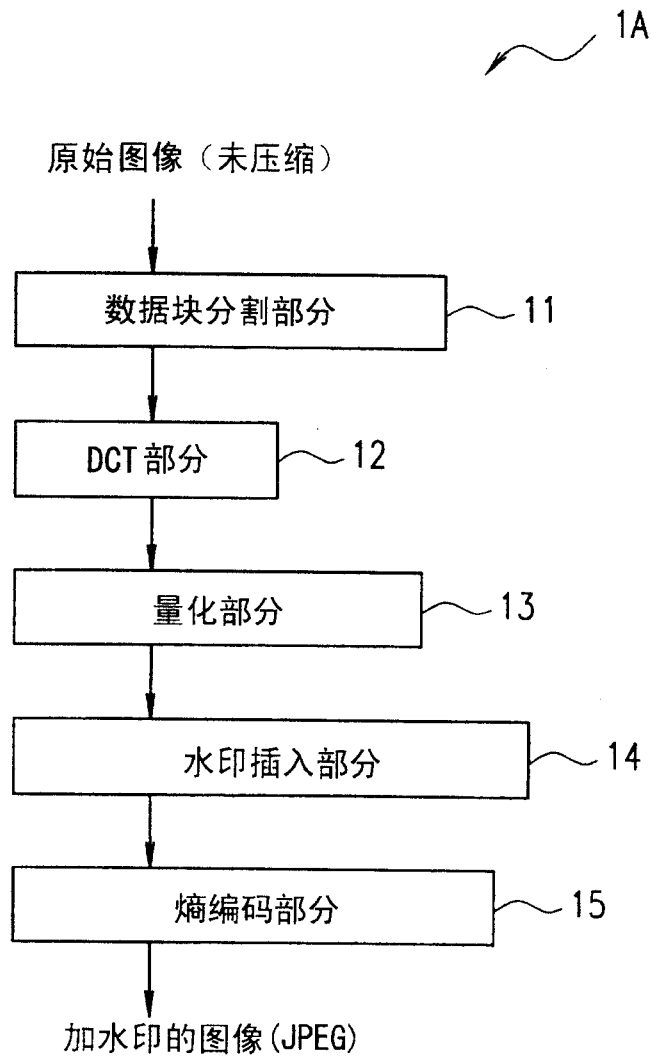 1A
原始图像（未压缩）
数据块分割部分
11
DCT部分
12
量化部分
13
水印插入部分
14
熵编码部分
15
加水印的图像(JPEG)